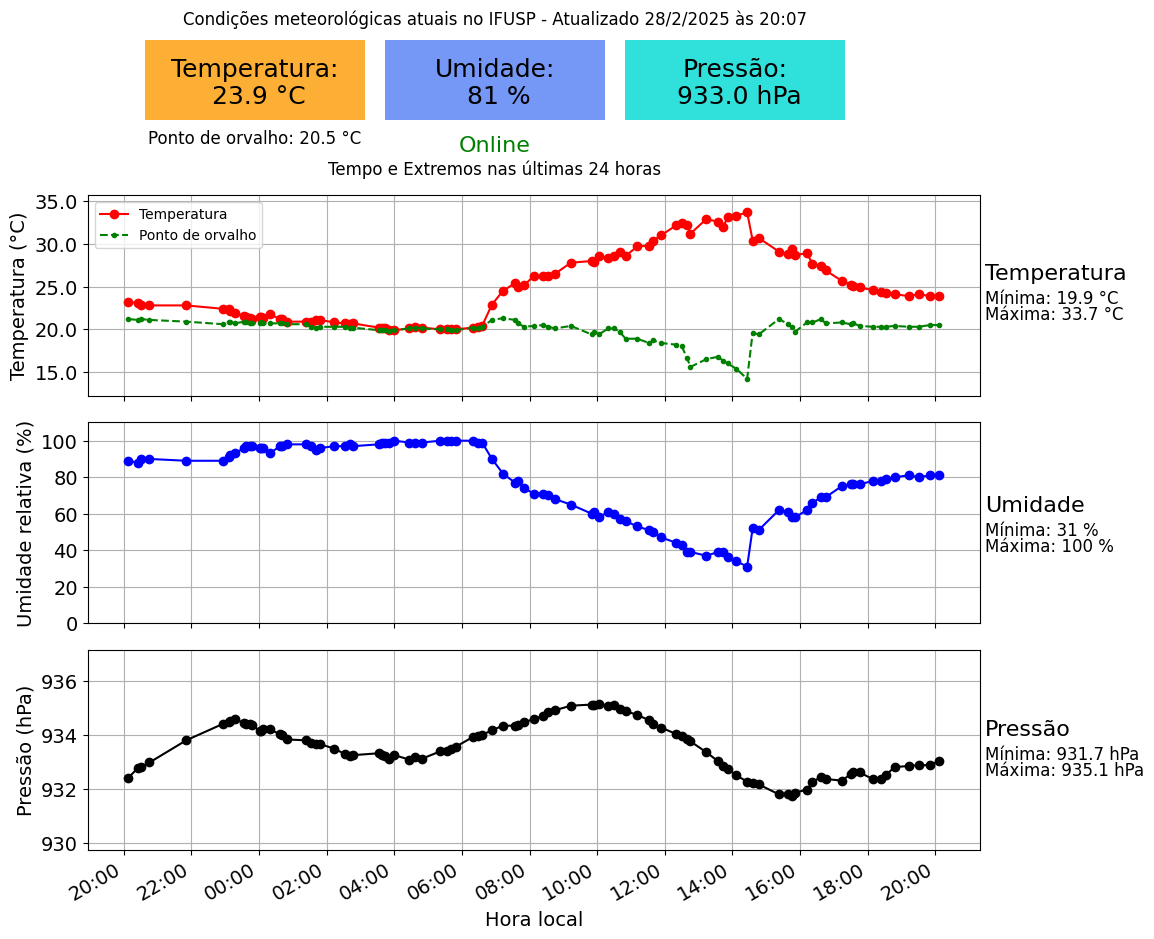 Condições meteorológicas atuais no IFUSP - Atualizado 28/2/2025 às 20:07
Temperatura:
23.9 °C
Umidade:
81 %
Pressão:
933.0 hPa
Ponto de orvalho: 20.5 °C
Online
Tempo e Extremos nas últimas 24 horas
Temperatura (°C)
35.0
30.0
25.0
20.0
15.0
Temperatura
Ponto de orvalho
Temperatura
Mínima: 19.9 °C
Máxima: 33.7 °C
Umidade relativa (%)
100
80
60
40
20
0
Umidade
Mínima: 31 %
Máxima: 100 %
Pressão (hPa)
936
934
932
930
Pressão
Mínima: 931.7 hPa
Máxima: 935.1 hPa
20:00 22:00 00:00 02:00 04:00 06:00 08:00 10:00 12:00 14:00 16:00 18:00 20:00
Hora local